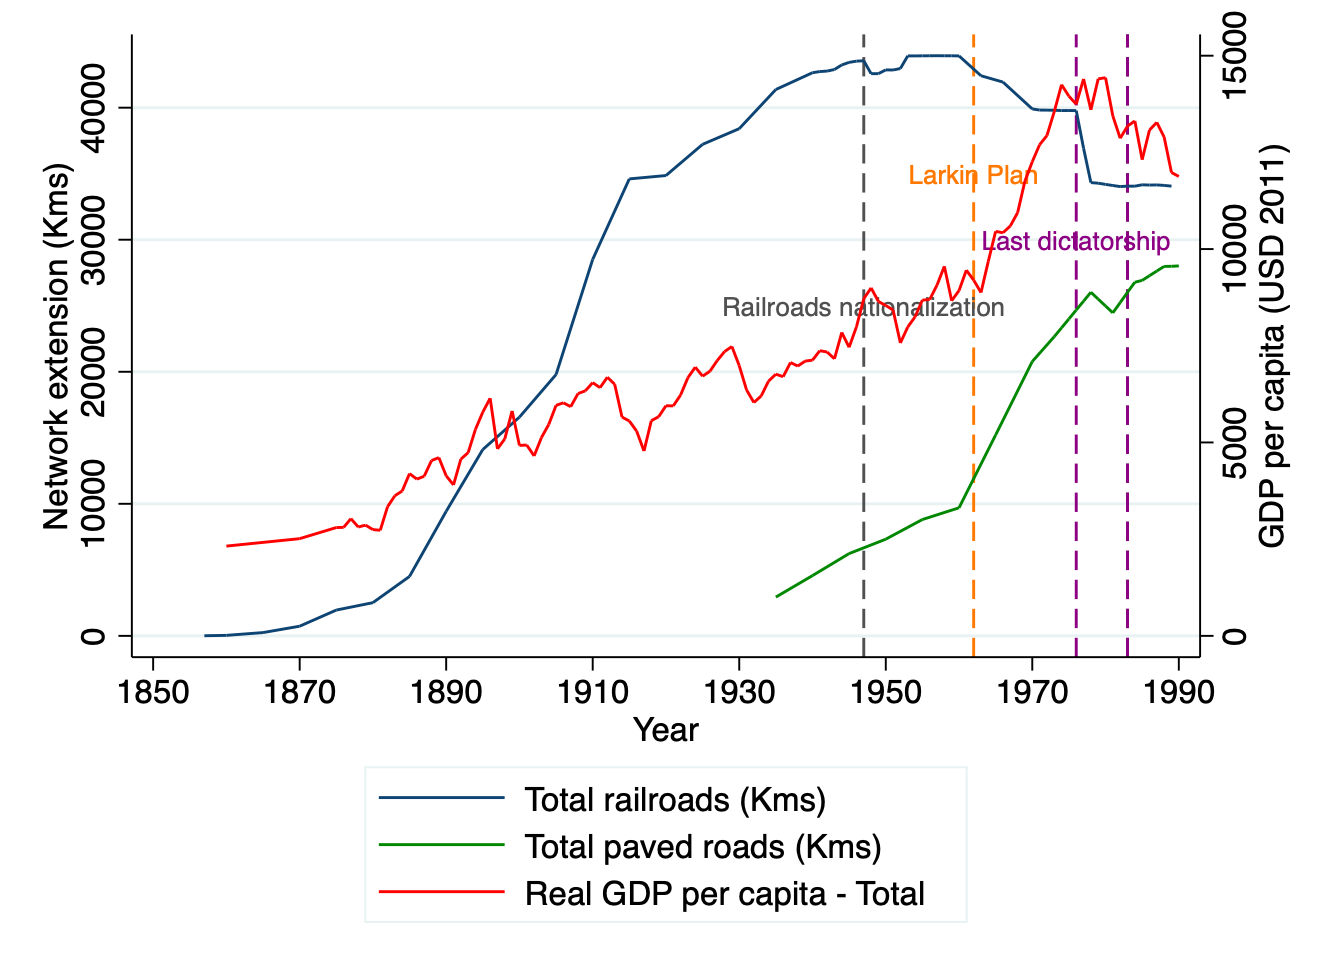 Network extension (Kms)
0 10000 20000 30000 40000
GDP per capita (USD 2011)
0 5000 10000 15000
Larkin Plan
Last dictatorship
Railroads nationalization
1850 1870 1890 1910 1930 1950 1970 1990
Year
Total railroads (Kms)
Total paved roads (Kms)
Real GDP per capita - Total